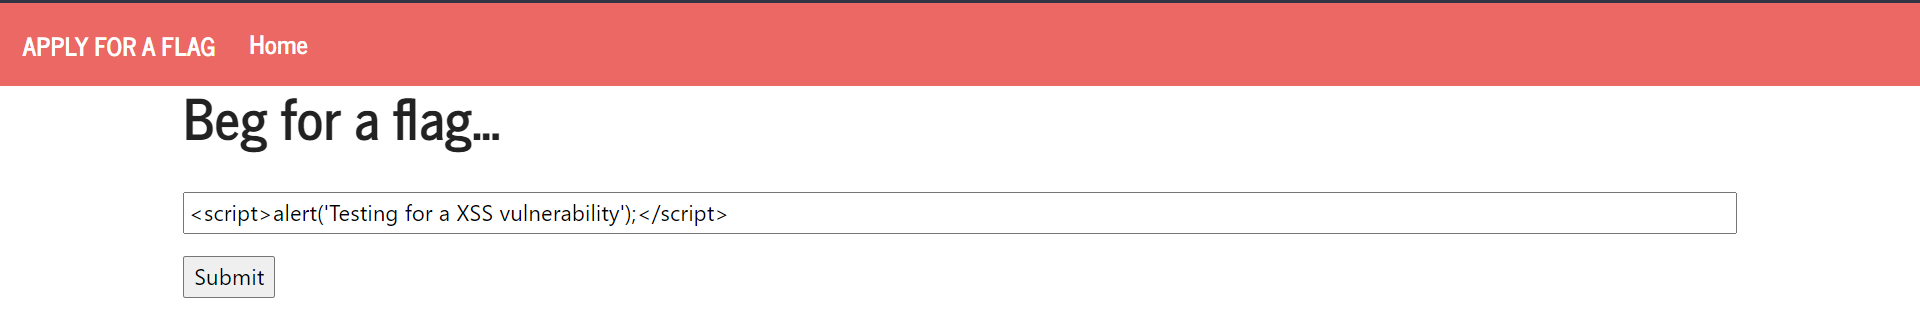 APPLY FOR A FLAG Home
Beg for a flag...
<script>alert('Testing for a XSS vulnerability');</script>
Submit